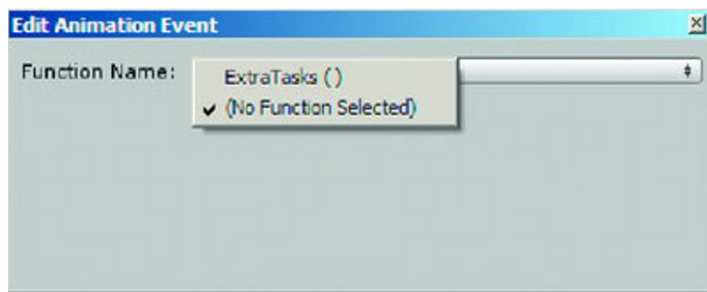 Edit Animation Event
Function Name:
ExtraTasks ( )
(No Function Selected)